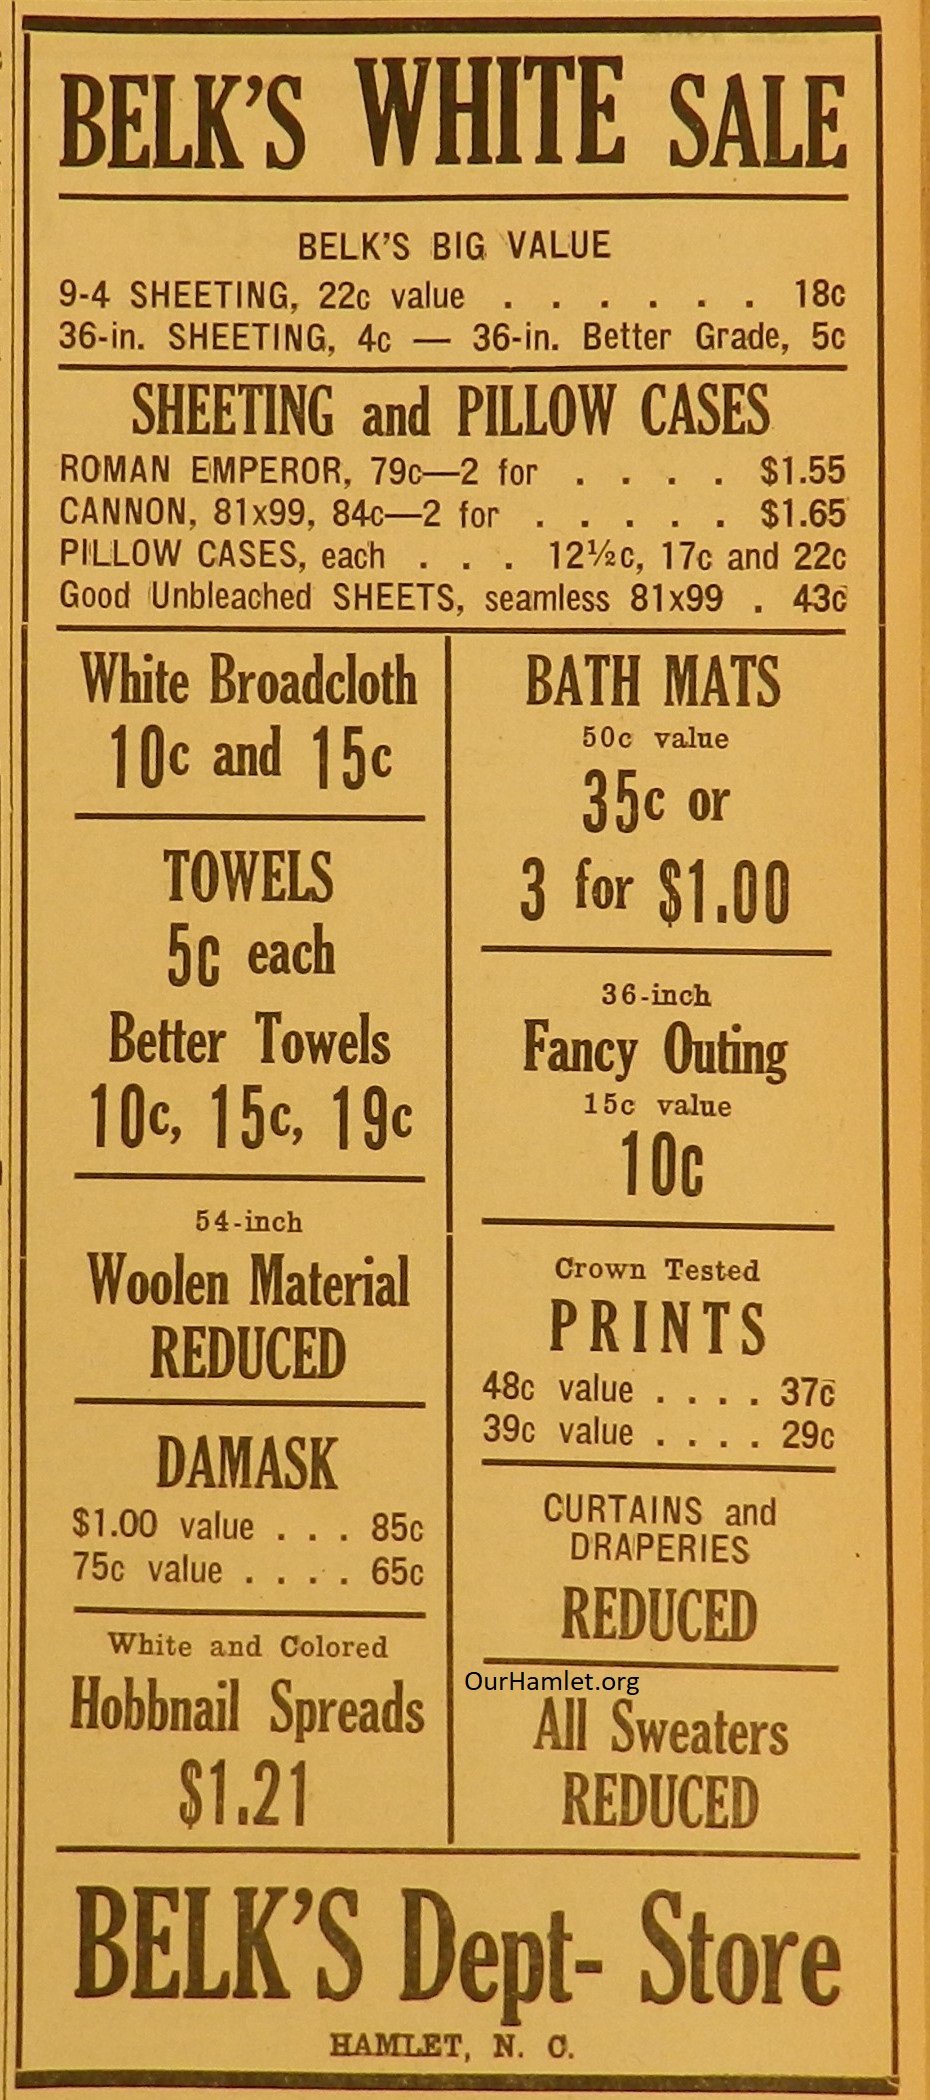 BELK'S WHITE SALE
BELK'S BIG VALUE
9-4 SHEETING, 22c value . . . . . . . 18c
36-in. SHEETING, 4c — 36-in. Better Grade, 5c
SHEETING and PILLOW CASES
ROMAN EMPEROR, 79c—2 for . . . . $1.55
CANNON, 81x99, 84c—2 for . . . . . $1.65
PILLOW CASES, each . . . 12½c, 17c and 22c
Good Unbleached SHEETS, seamless 81x99 . 43c
White Broadcloth
10c and 15c
TOWELS
5c each
Better Towels
10c, 15c, 19c
54-inch
Woolen Material
REDUCED
DAMASK
$1.00 value . . . 85c
75c value . . . . 65c
White and Colored
Hobbnail Spreads
$1.21
BATH MATS
50c value
35c or
3 for $1.00
36-inch
Fancy Outing
15c value
10c
Crown Tested
PRINTS
48c value . . . . 37c
39c value . . . . 29c
CURTAINS and
DRAPERIES
REDUCED
OurHamlet.org
All Sweaters
REDUCED
BELK'S Dept- Store
HAMLET, N. C.